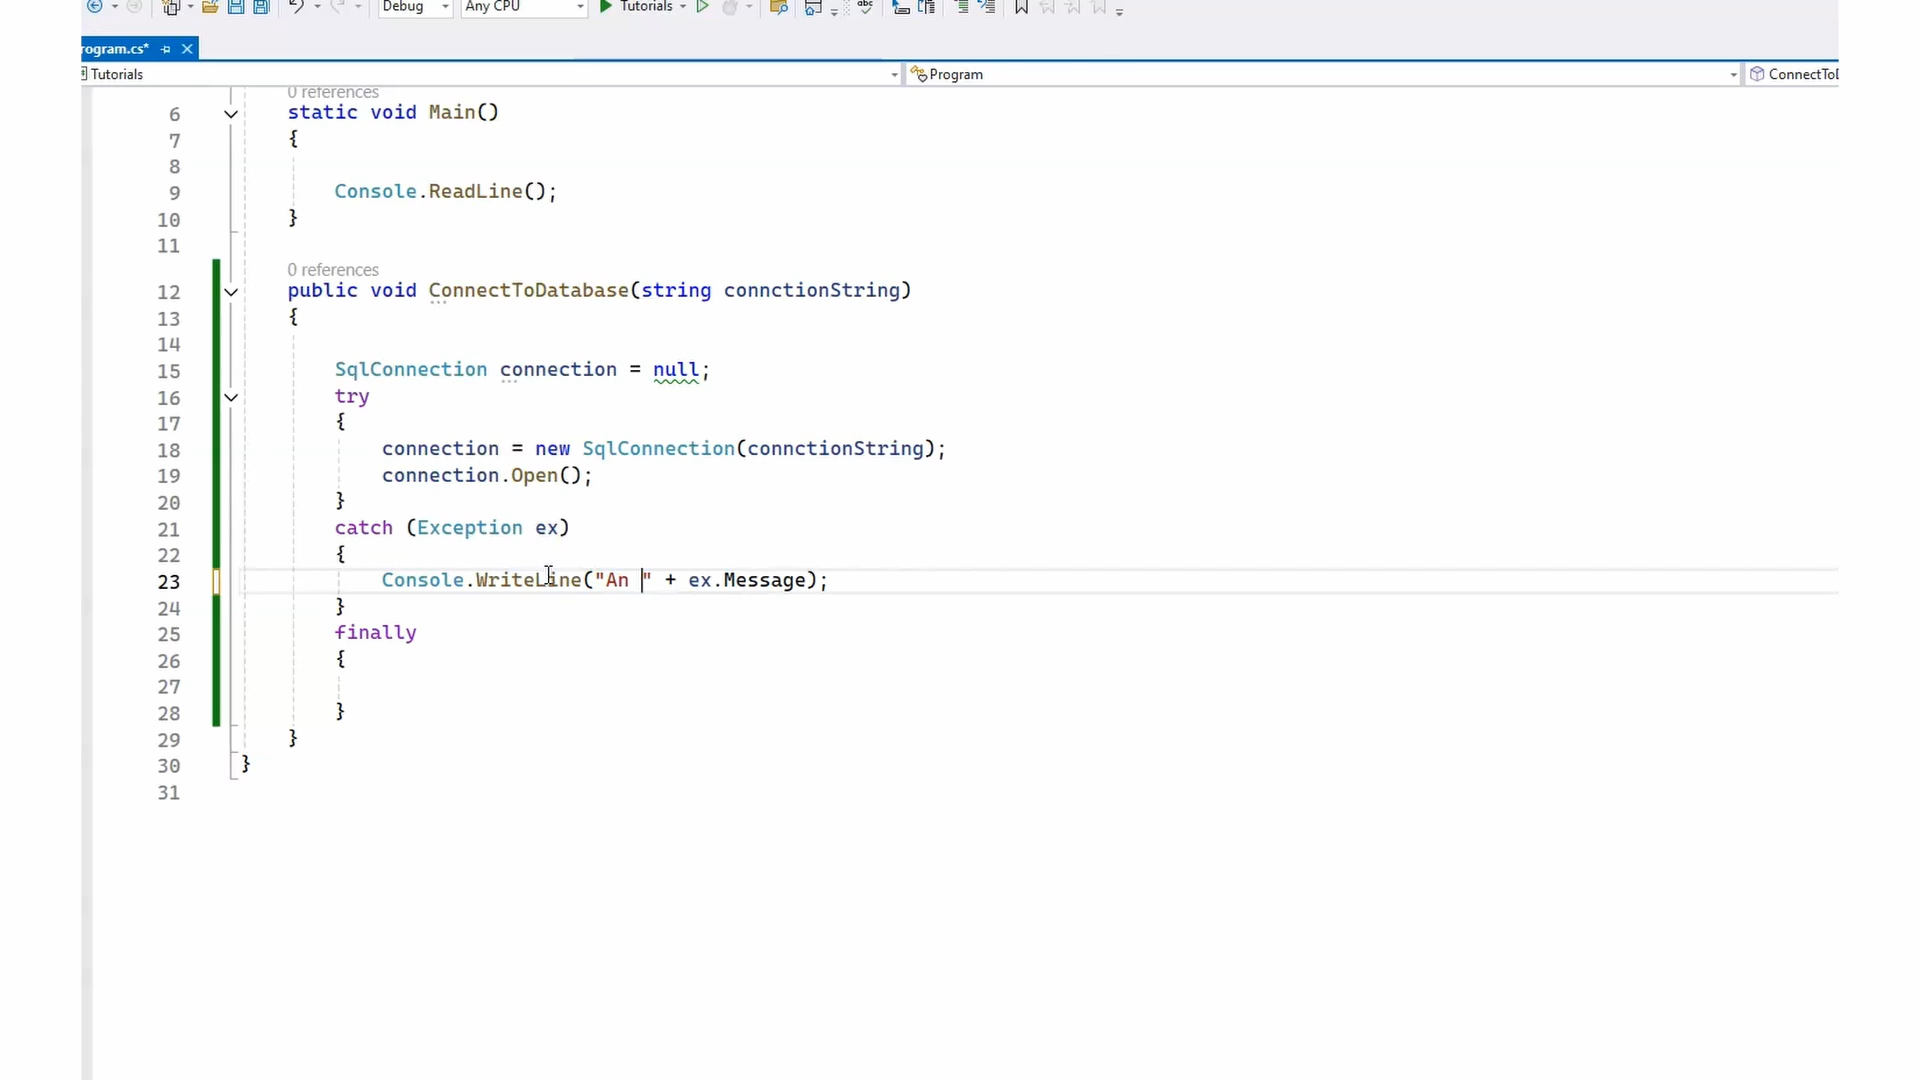 Debug Any CPU Tutorials
rogram.cs*
Tutorials Program ConnectToD
0 references
6 static void Main()
7 {
8
9 Console.ReadLine();
10 }
11
0 references
12 public void ConnectToDatabase(string connctionString)
13 {
14
15 SqlConnection connection = null;
16 try
17 {
18 connection = new SqlConnection(connctionString);
19 connection.Open();
20 }
21 catch (Exception ex)
22 {
23 Console.WriteLine("An " + ex.Message);
24 }
25 finally
26 {
27
28 }
29 }
30 }
31